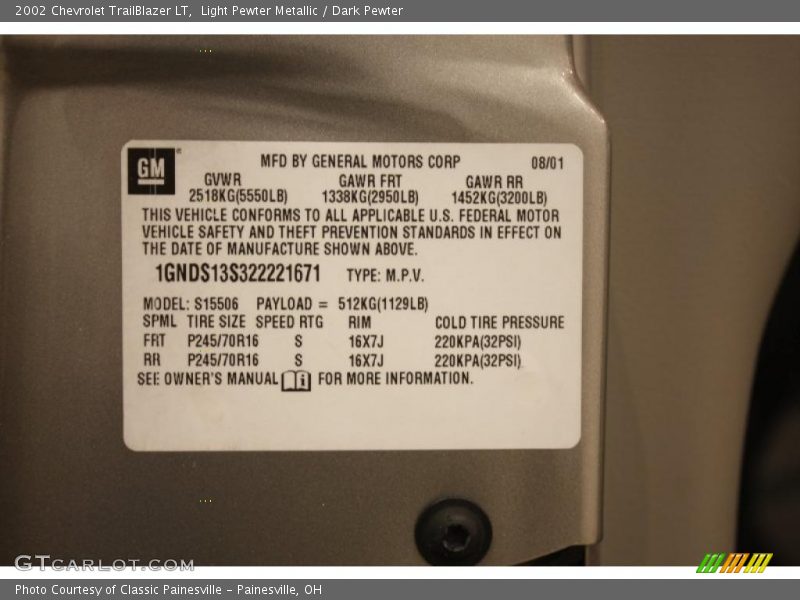 2002 Chevrolet TrailBlazer LT,  Light Pewter Metallic / Dark Pewter
GM
MFD BY GENERAL MOTORS CORP 08/01
GVWR GAWR FRT GAWR RR
2518KG(5550LB) 1338KG(2950LB) 1452KG(3200LB)
THIS VEHICLE CONFORMS TO ALL APPLICABLE U.S. FEDERAL MOTOR
VEHICLE SAFETY AND THEFT PREVENTION STANDARDS IN EFFECT ON
THE DATE OF MANUFACTURE SHOWN ABOVE.
1GNDS13S322221671 TYPE: M.P.V.
MODEL: S15506 PAYLOAD = 512KG(1129LB)
SPML TIRE SIZE SPEED RTG RIM COLD TIRE PRESSURE
FRT P245/70R16 S 16X7J 220KPA(32PSI)
RR P245/70R16 S 16X7J 220KPA(32PSI)
SEE OWNER'S MANUAL i FOR MORE INFORMATION.
GTCARLOT.COM
Photo Courtesy of Classic Painesville - Painesville, OH